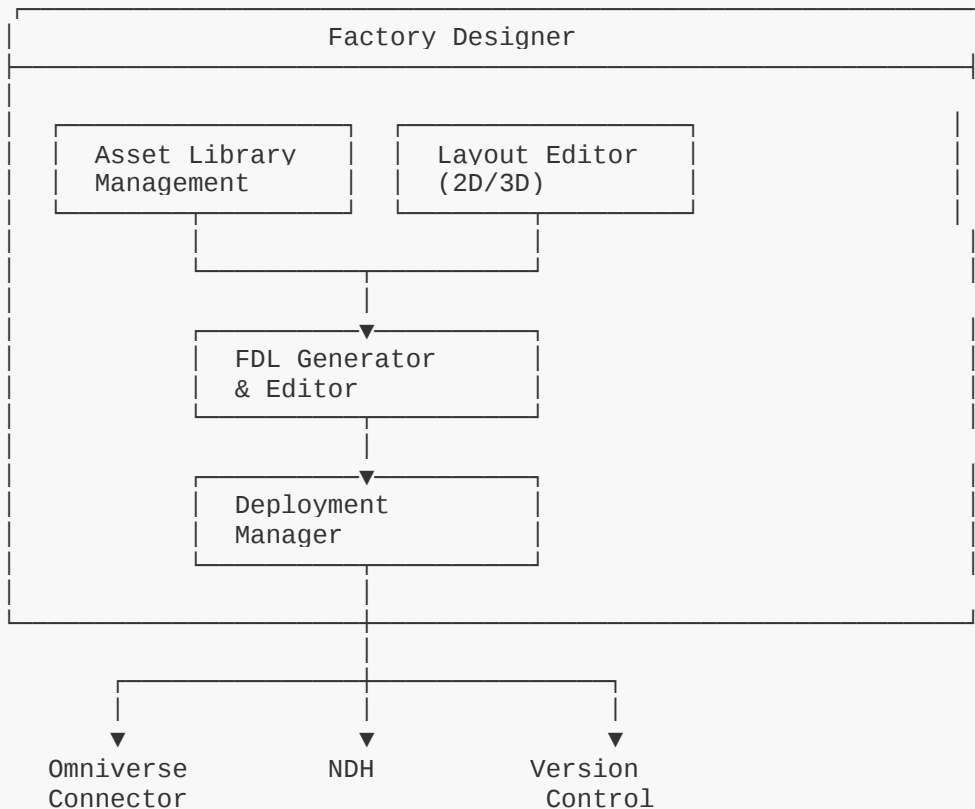 Factory Designer
Asset Library Layout Editor
Management (2D/3D)
FDL Generator
& Editor
Deployment
Manager
Omniverse NDH Version
Connector Control